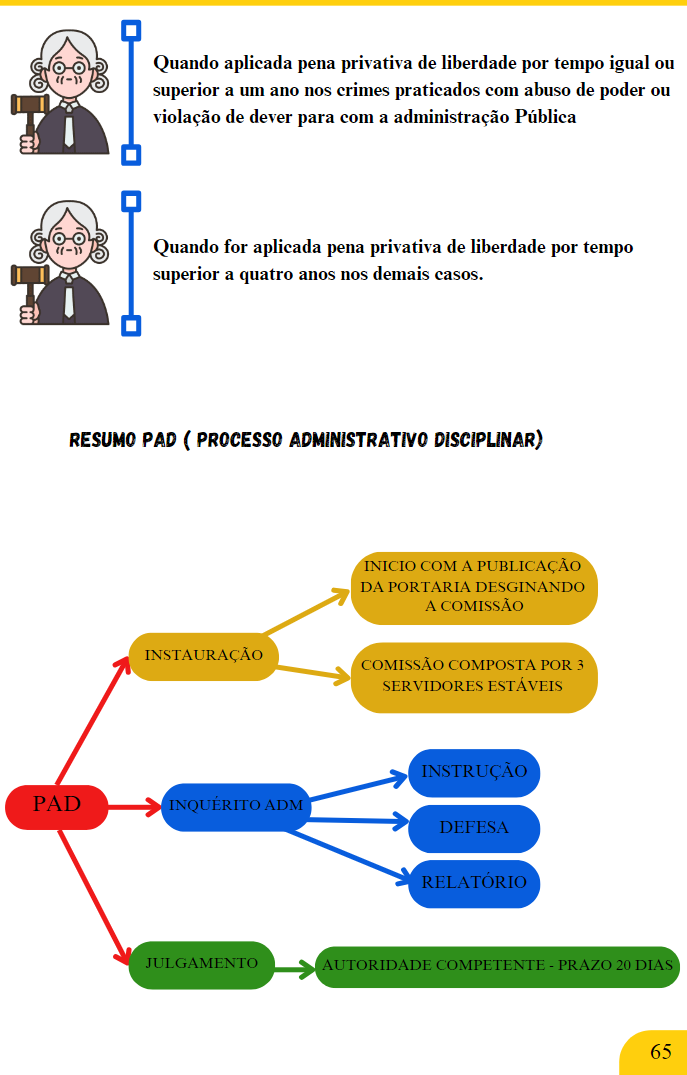 Quando aplicada pena privativa de liberdade por tempo igual ou
superior a um ano nos crimes praticados com abuso de poder ou
violação de dever para com a administração Pública
Quando for aplicada pena privativa de liberdade por tempo
superior a quatro anos nos demais casos.
RESUMO PAD ( PROCESSO ADMINISTRATIVO DISCIPLINAR)
INICIO COM A PUBLICAÇÃO
DA PORTARIA DESGINANDO
A COMISSÃO
INSTAURAÇÃO
COMISSÃO COMPOSTA POR 3
SERVIDORES ESTÁVEIS
INSTRUÇÃO
PAD
INQUÉRITO ADM
DEFESA
RELATÓRIO
JULGAMENTO
AUTORIDADE COMPETENTE - PRAZO 20 DIAS
65